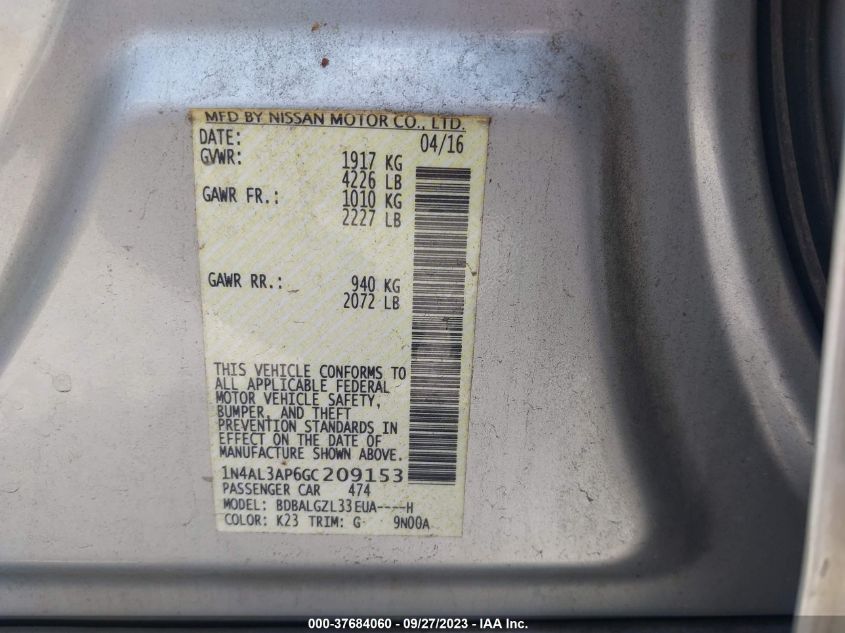 MFD BY NISSAN MOTOR CO., LTD.
DATE: 04/16
GVWR: 1917 KG
4226 LB
GAWR FR.: 1010 KG
2227 LB
GAWR RR.: 940 KG
2072 LB
THIS VEHICLE CONFORMS TO
ALL APPLICABLE FEDERAL
MOTOR VEHICLE SAFETY,
BUMPER, AND THEFT
PREVENTION STANDARDS IN
EFFECT ON THE DATE OF
MANUFACTURE SHOWN ABOVE.
1N4AL3AP6GC209153
PASSENGER CAR 474
MODEL: BDBALGZL33EUA----H
COLOR: K23 TRIM: G 9N00A
000-37684060 - 09/27/2023 - IAA Inc.